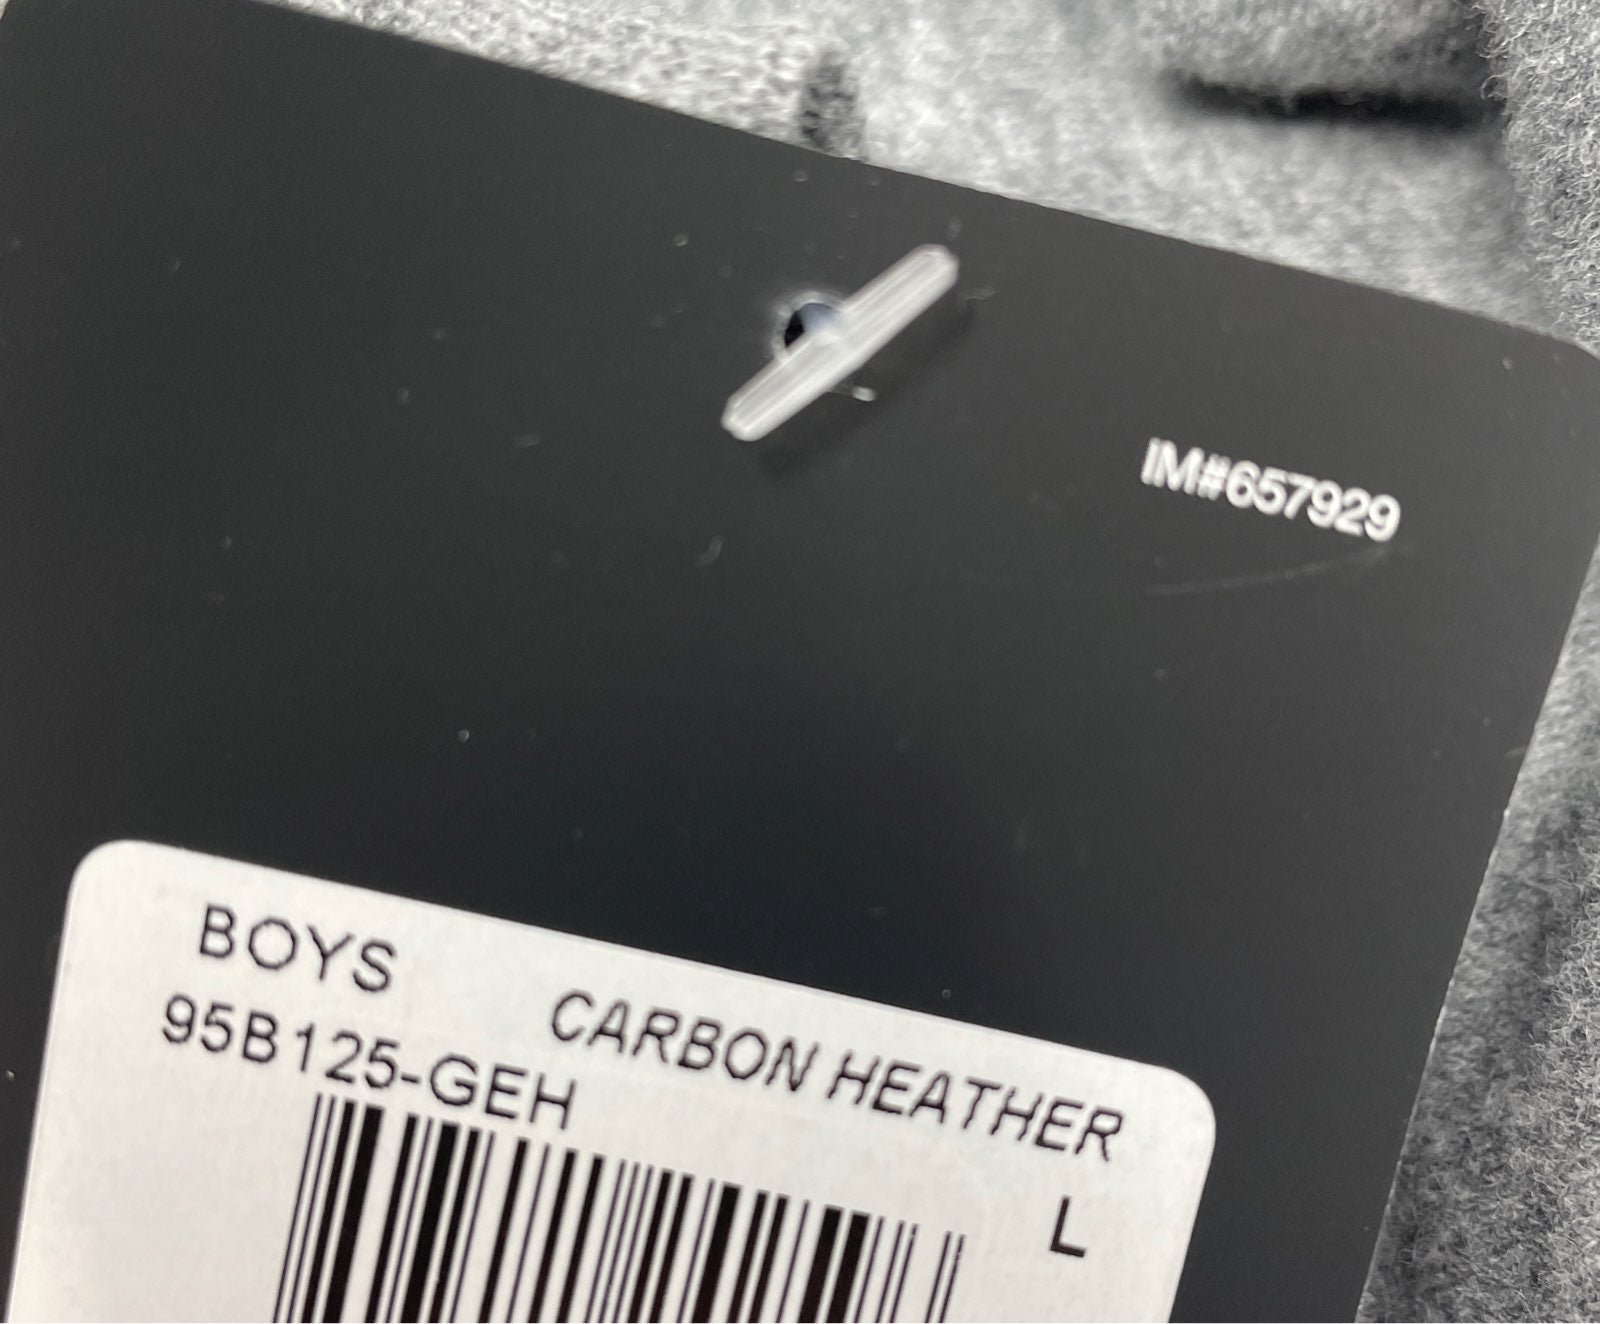 IM#657929
BOYS
CARBON HEATHER
95B125-GEH
L